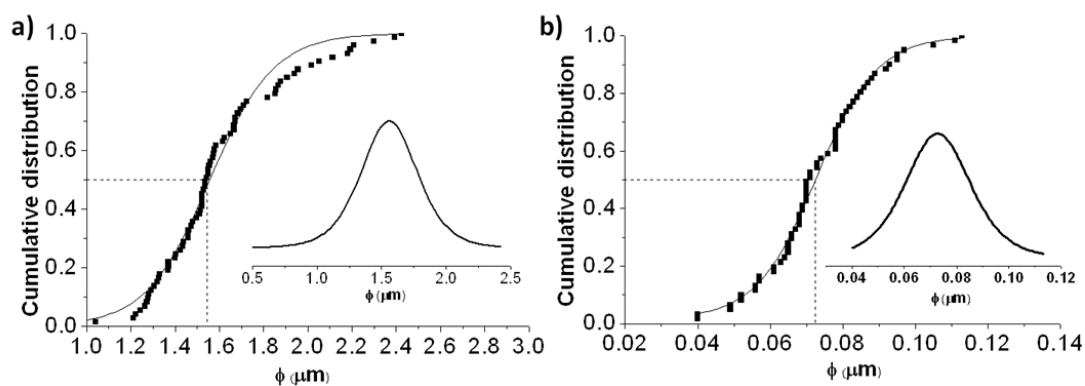 a)
Cumulative distribution
1.0
0.8
0.6
0.4
0.2
0.0
1.0 1.2 1.4 1.6 1.8 2.0 2.2 2.4 2.6 2.8 3.0
ϕ (μm)
0.5 1.0 1.5 2.0 2.5
ϕ (μm)
b)
Cumulative distribution
1.0
0.8
0.6
0.4
0.2
0.0
0.02 0.04 0.06 0.08 0.10 0.12 0.14
ϕ (μm)
0.04 0.06 0.08 0.10 0.12
ϕ (μm)